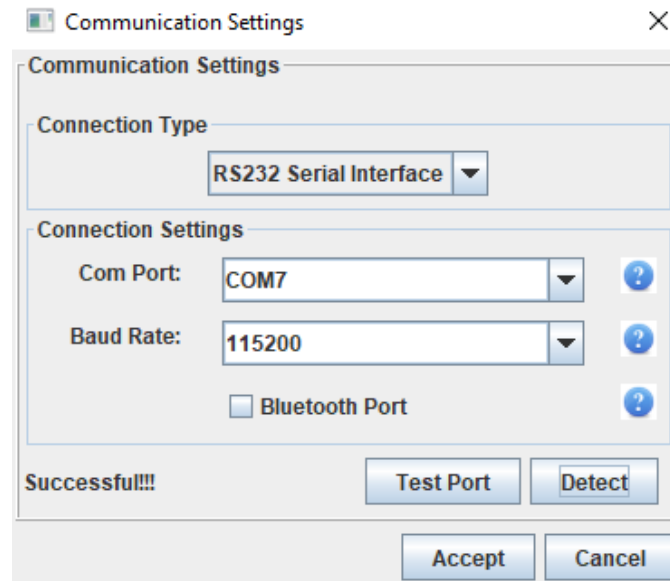 Communication Settings
Communication Settings
Connection Type
RS232 Serial Interface
Connection Settings
Com Port: COM7 ?
Baud Rate: 115200 ?
Bluetooth Port ?
Successful!!! Test Port Detect
Accept Cancel